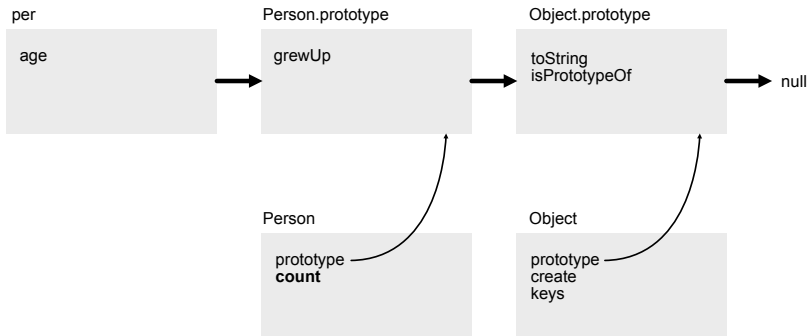 per
age
Person.prototype
grewUp
Object.prototype
toString
isPrototypeOf
null
Person
prototype
count
Object
prototype
create
keys